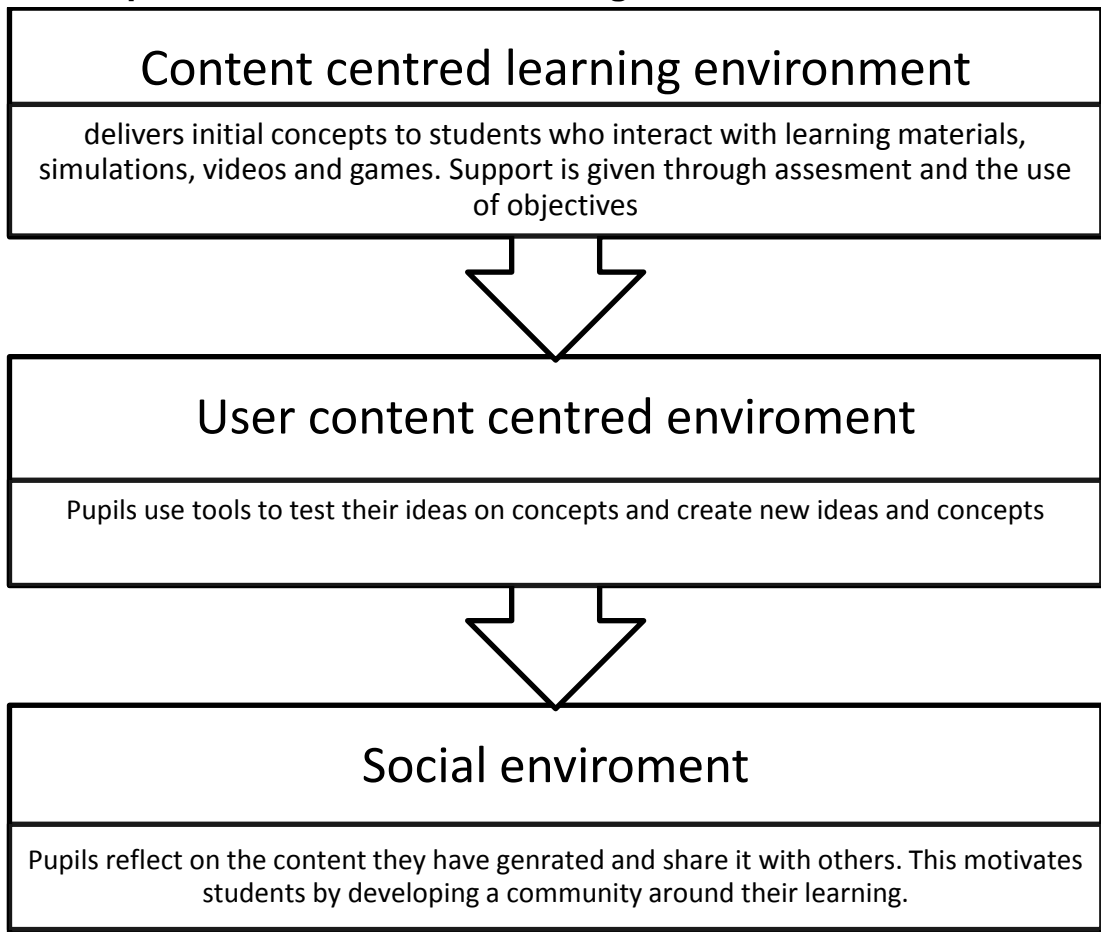 Content centred learning environment
delivers initial concepts to students who interact with learning materials,
simulations, videos and games. Support is given through assesment and the use
of objectives
User content centred enviroment
Pupils use tools to test their ideas on concepts and create new ideas and concepts
Social enviroment
Pupils reflect on the content they have genrated and share it with others. This motivates
students by developing a community around their learning.